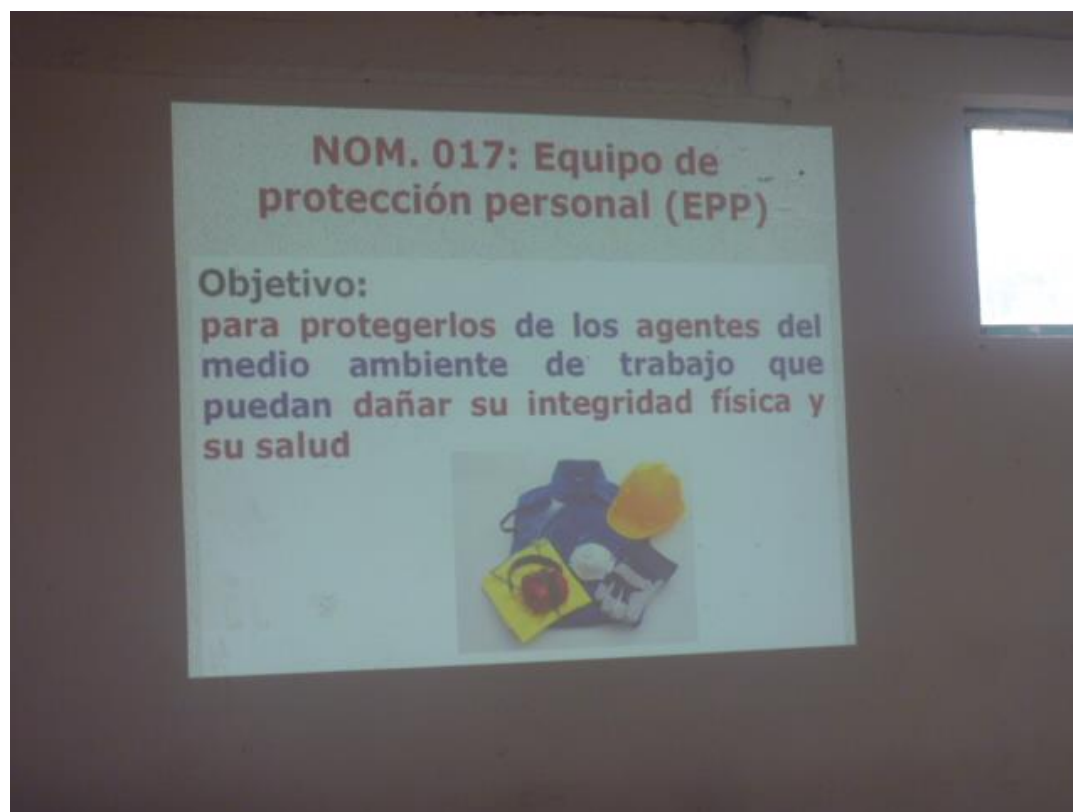 NOM. 017: Equipo de
protección personal (EPP)
Objetivo:
para protegerlos de los agentes del
medio ambiente de trabajo que
puedan dañar su integridad física y
su salud